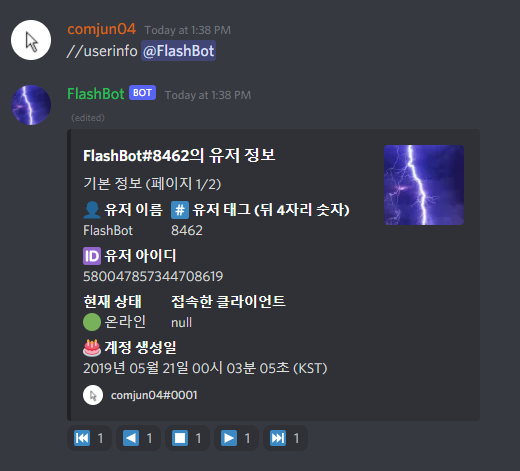 comjun04 Today at 1:38 PM
//userinfo @FlashBot
FlashBot BOT Today at 1:38 PM
(edited)
FlashBot#8462의 유저 정보
기본 정보 (페이지 1/2)
👤 유저 이름 #️⃣ 유저 태그 (뒤 4자리 숫자)
FlashBot 8462
🆔 유저 아이디
580047857344708619
현재 상태 접속한 클라이언트
🟢 온라인 null
🎂 계정 생성일
2019년 05월 21일 00시 03분 05초 (KST)
comjun04#0001
⏮️ 1 ◀️ 1 ⏹️ 1 ▶️ 1 ⏭️ 1